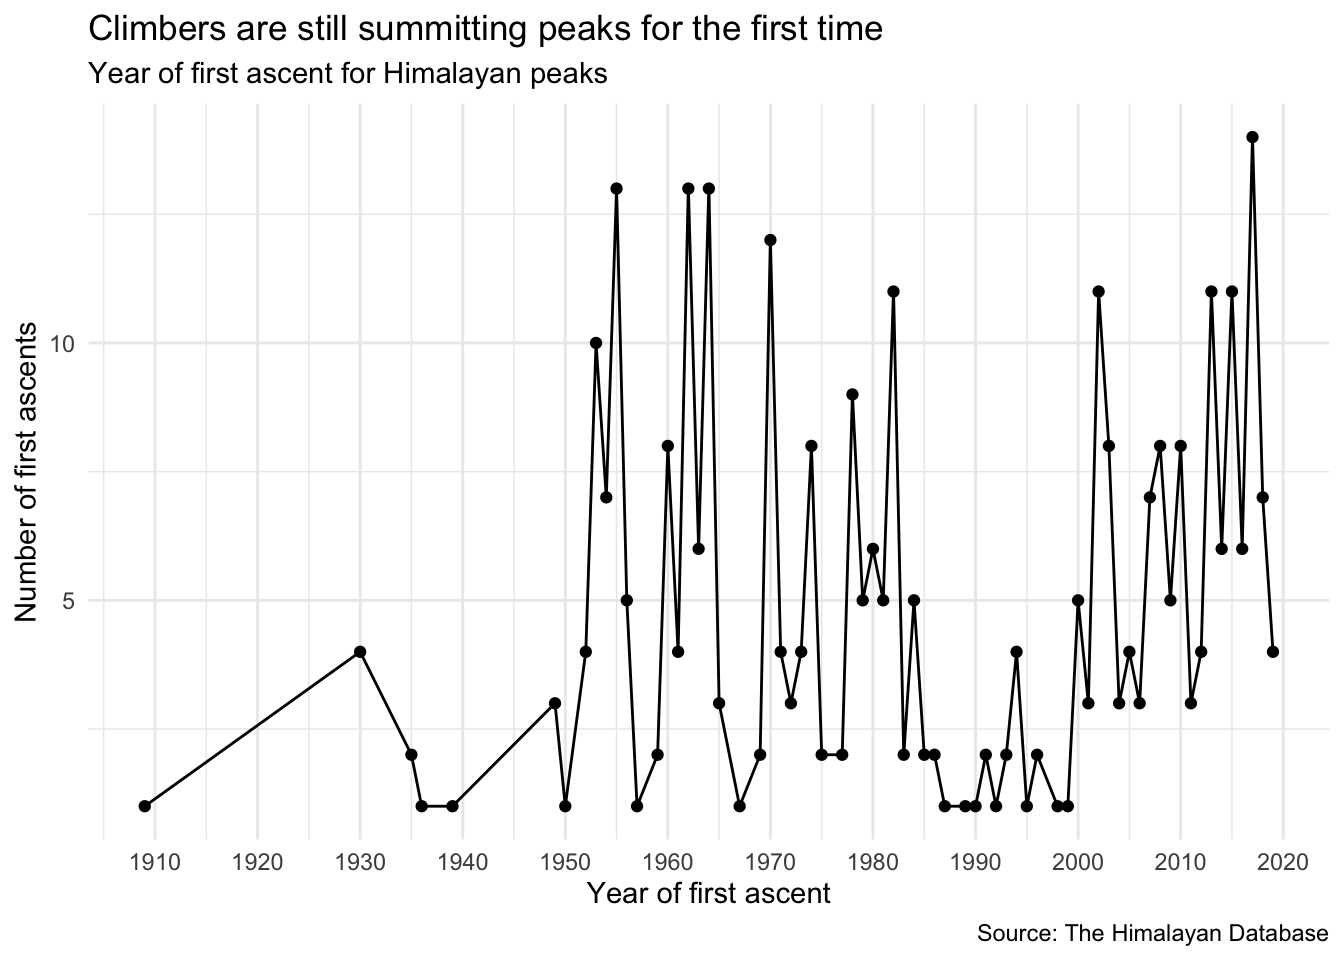 Climbers are still summitting peaks for the first time
Year of first ascent for Himalayan peaks
Number of first ascents
10
5
1910 1920 1930 1940 1950 1960 1970 1980 1990 2000 2010 2020
Year of first ascent
Source: The Himalayan Database